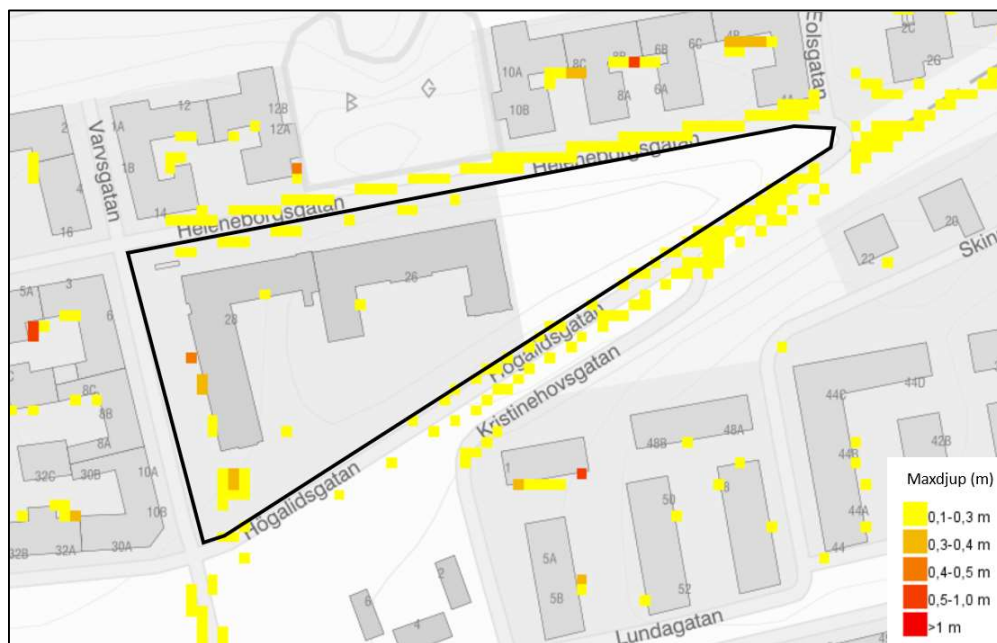 Eolsgatan
2C
2G
4B
6C
6B
8B
8C
10A
10B
8A
6A
4A
12
12B
12A
1A
2
4
16
18
14
Varvsgatan
B
G
Heleneborgsgatan
Heleneborgsgatan
20
22
Skin
5A
3
6
26
28
Högalidsgatan
Kristinehovsgatan
8C
8B
8A
32C
30B
10A
10B
32B
32A
30A
Högalidsgatan
1
48B
48A
44C
44D
44B
42B
44A
44
50
52
5A
5B
2
6
4
Lundagatan
Maxdjup (m)
0,1-0,3 m
0,3-0,4 m
0,4-0,5 m
0,5-1,0 m
>1 m